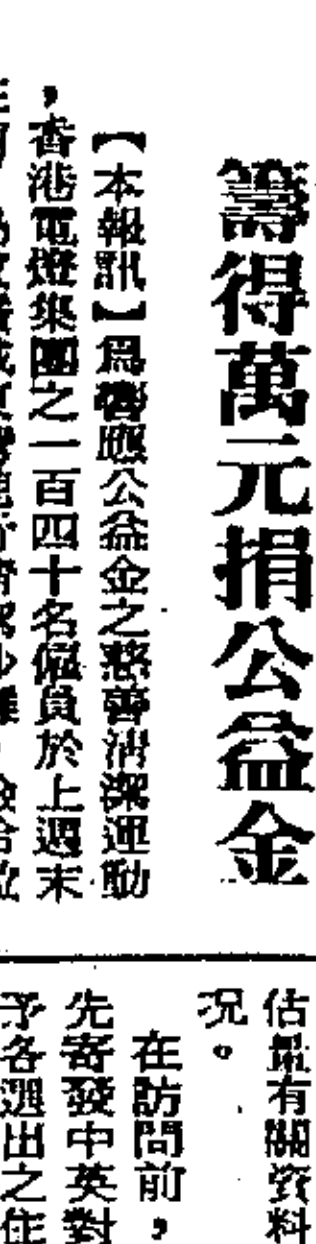 籌得萬元捐公益金
【本報訊】爲響應公益金之慈善清潔運動
，香港電燈集團之一百四十名僱員於上週末
估量有關資料
況。
在訪問前，
先寄發中英對
予各選出之住